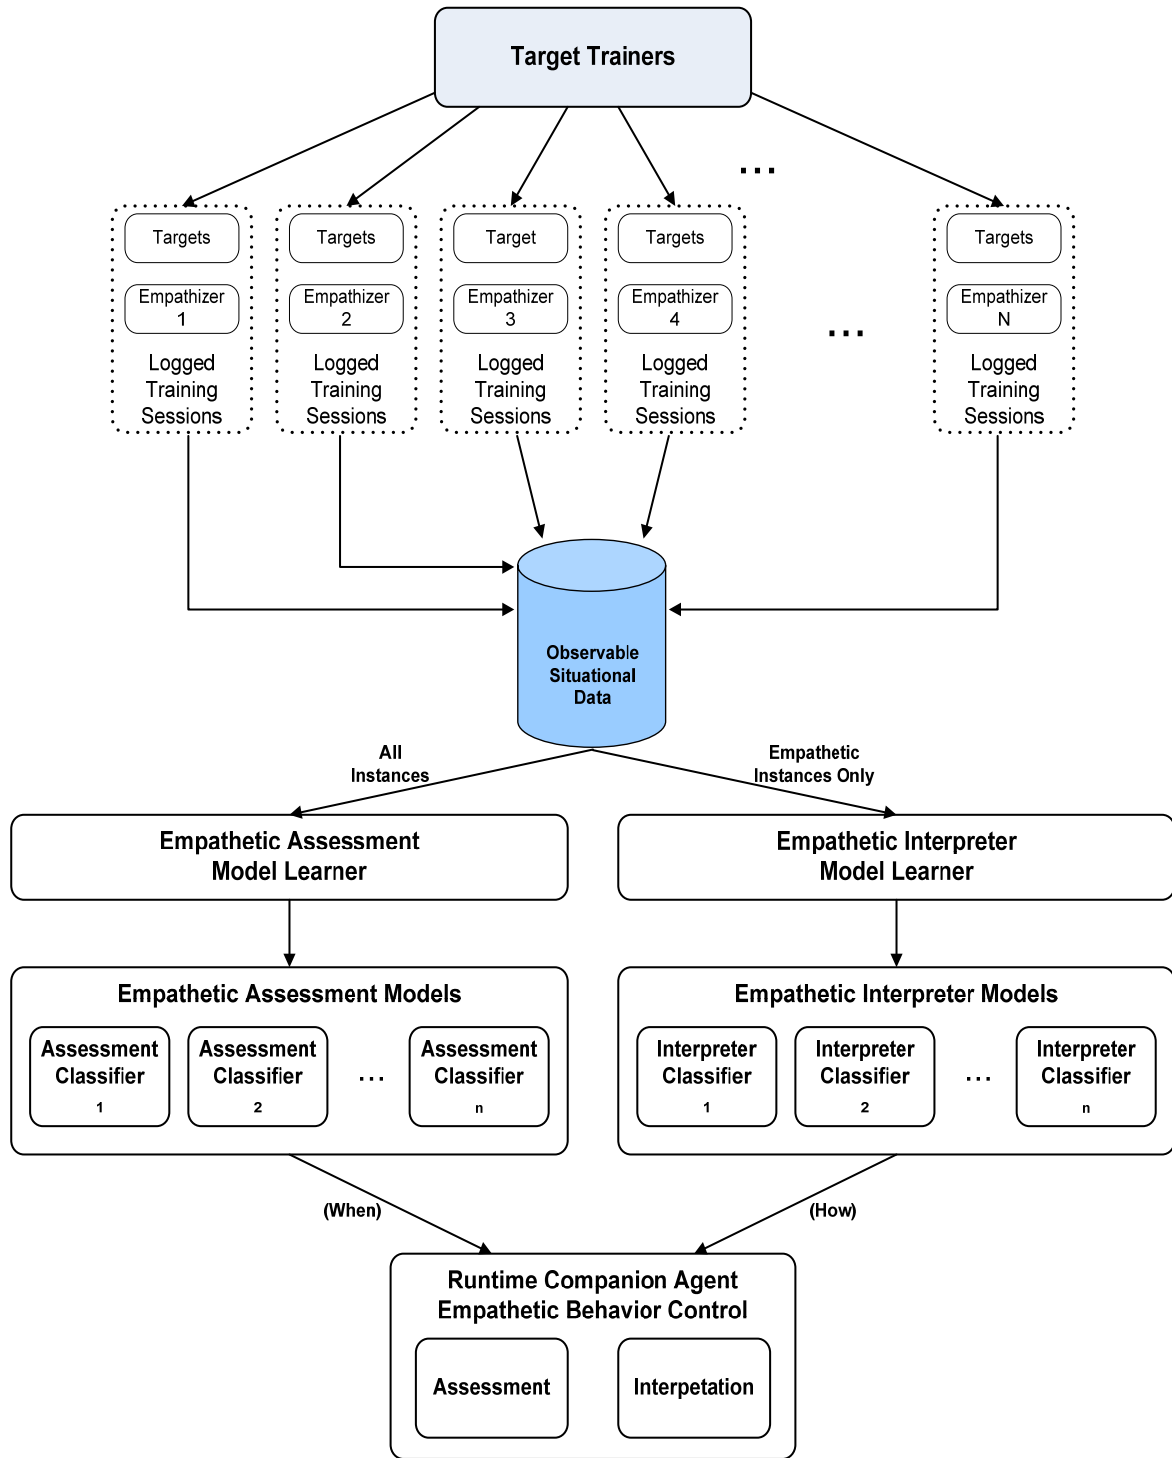 Target Trainers
...
Targets
Targets
Target
Targets
Targets
Empathizer
1
Empathizer
2
Empathizer
3
Empathizer
4
...
Empathizer
N
Logged
Training
Sessions
Logged
Training
Sessions
Logged
Training
Sessions
Logged
Training
Sessions
Logged
Training
Sessions
Observable
Situational
Data
All
Instances
Empathetic
Instances Only
Empathetic Assessment
Model Learner
Empathetic Interpreter
Model Learner
Empathetic Assessment Models
Assessment
Classifier
1
Assessment
Classifier
2
...
Assessment
Classifier
n
Empathetic Interpreter Models
Interpreter
Classifier
1
Interpreter
Classifier
2
...
Interpreter
Classifier
n
(When)
(How)
Runtime Companion Agent
Empathetic Behavior Control
Assessment
Interpetation